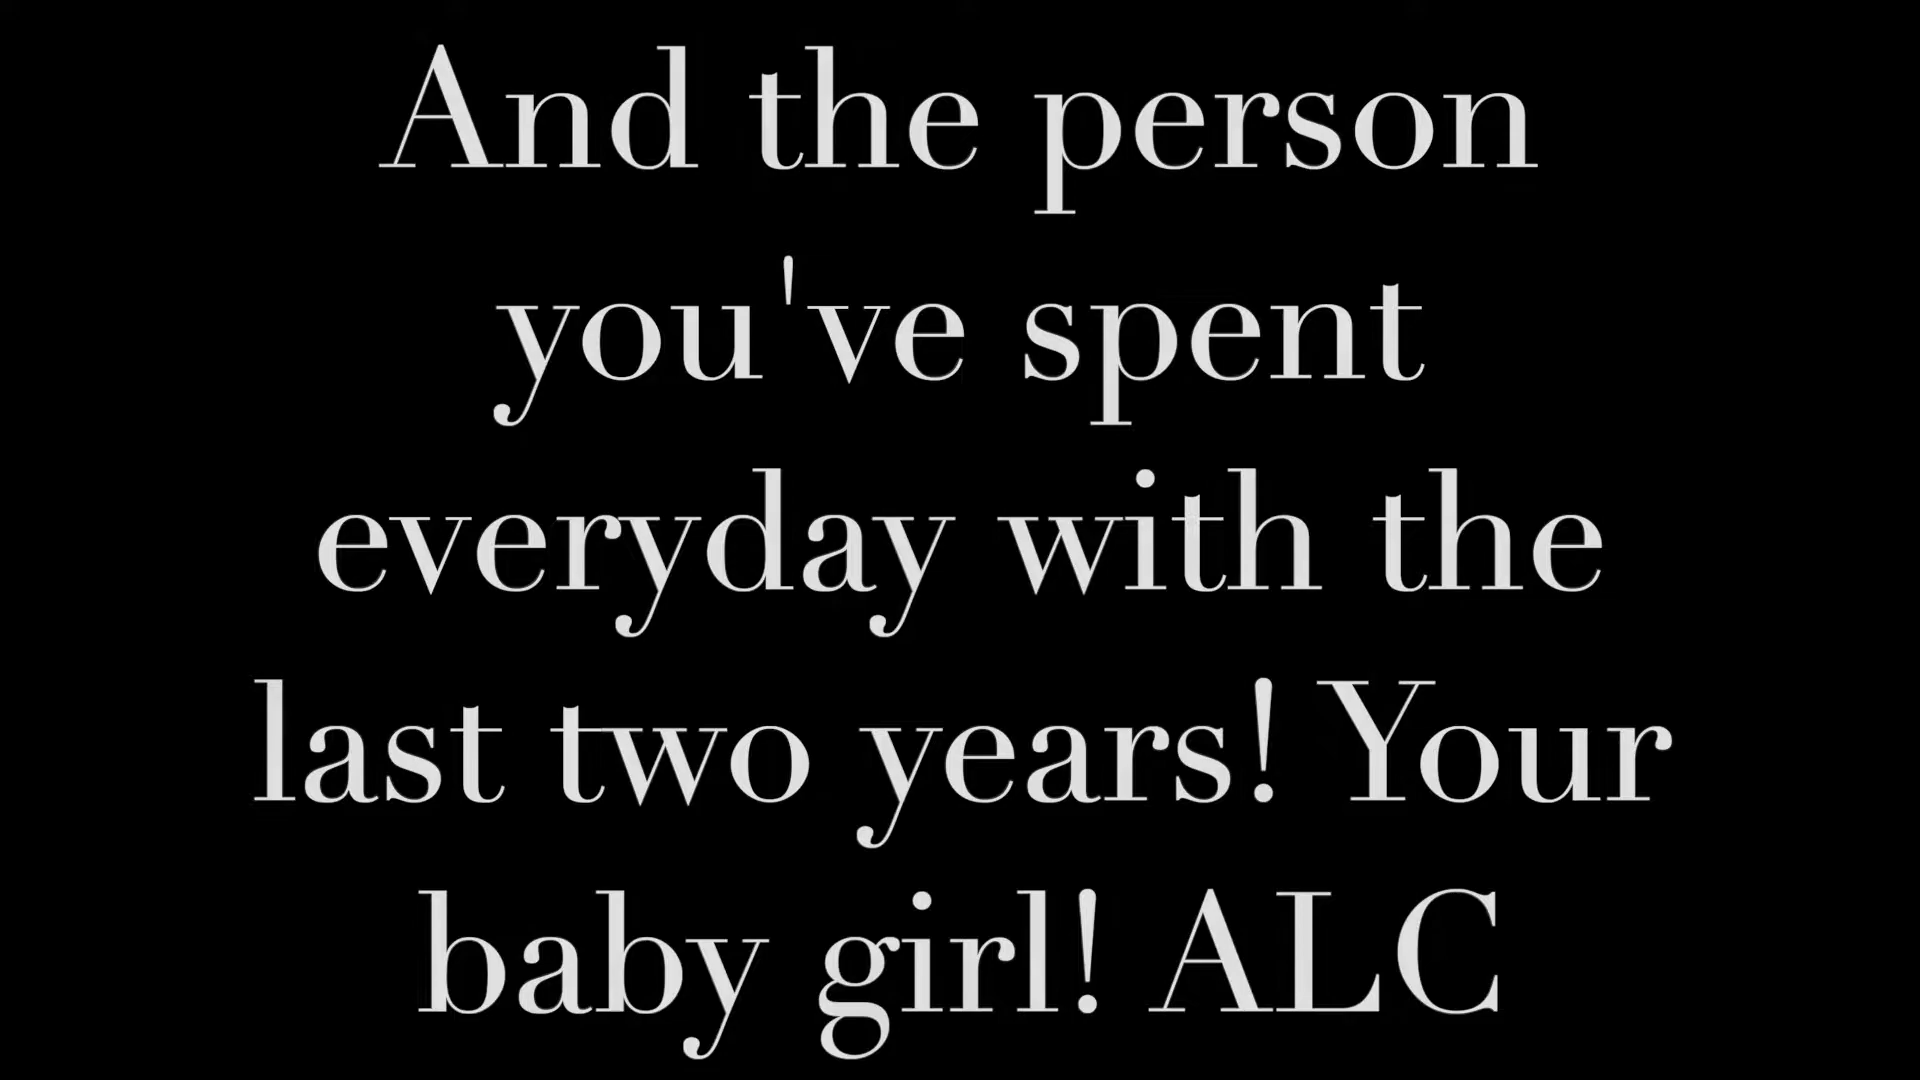 And the person
you've spent
everyday with the
last two years! Your
baby girl! ALC